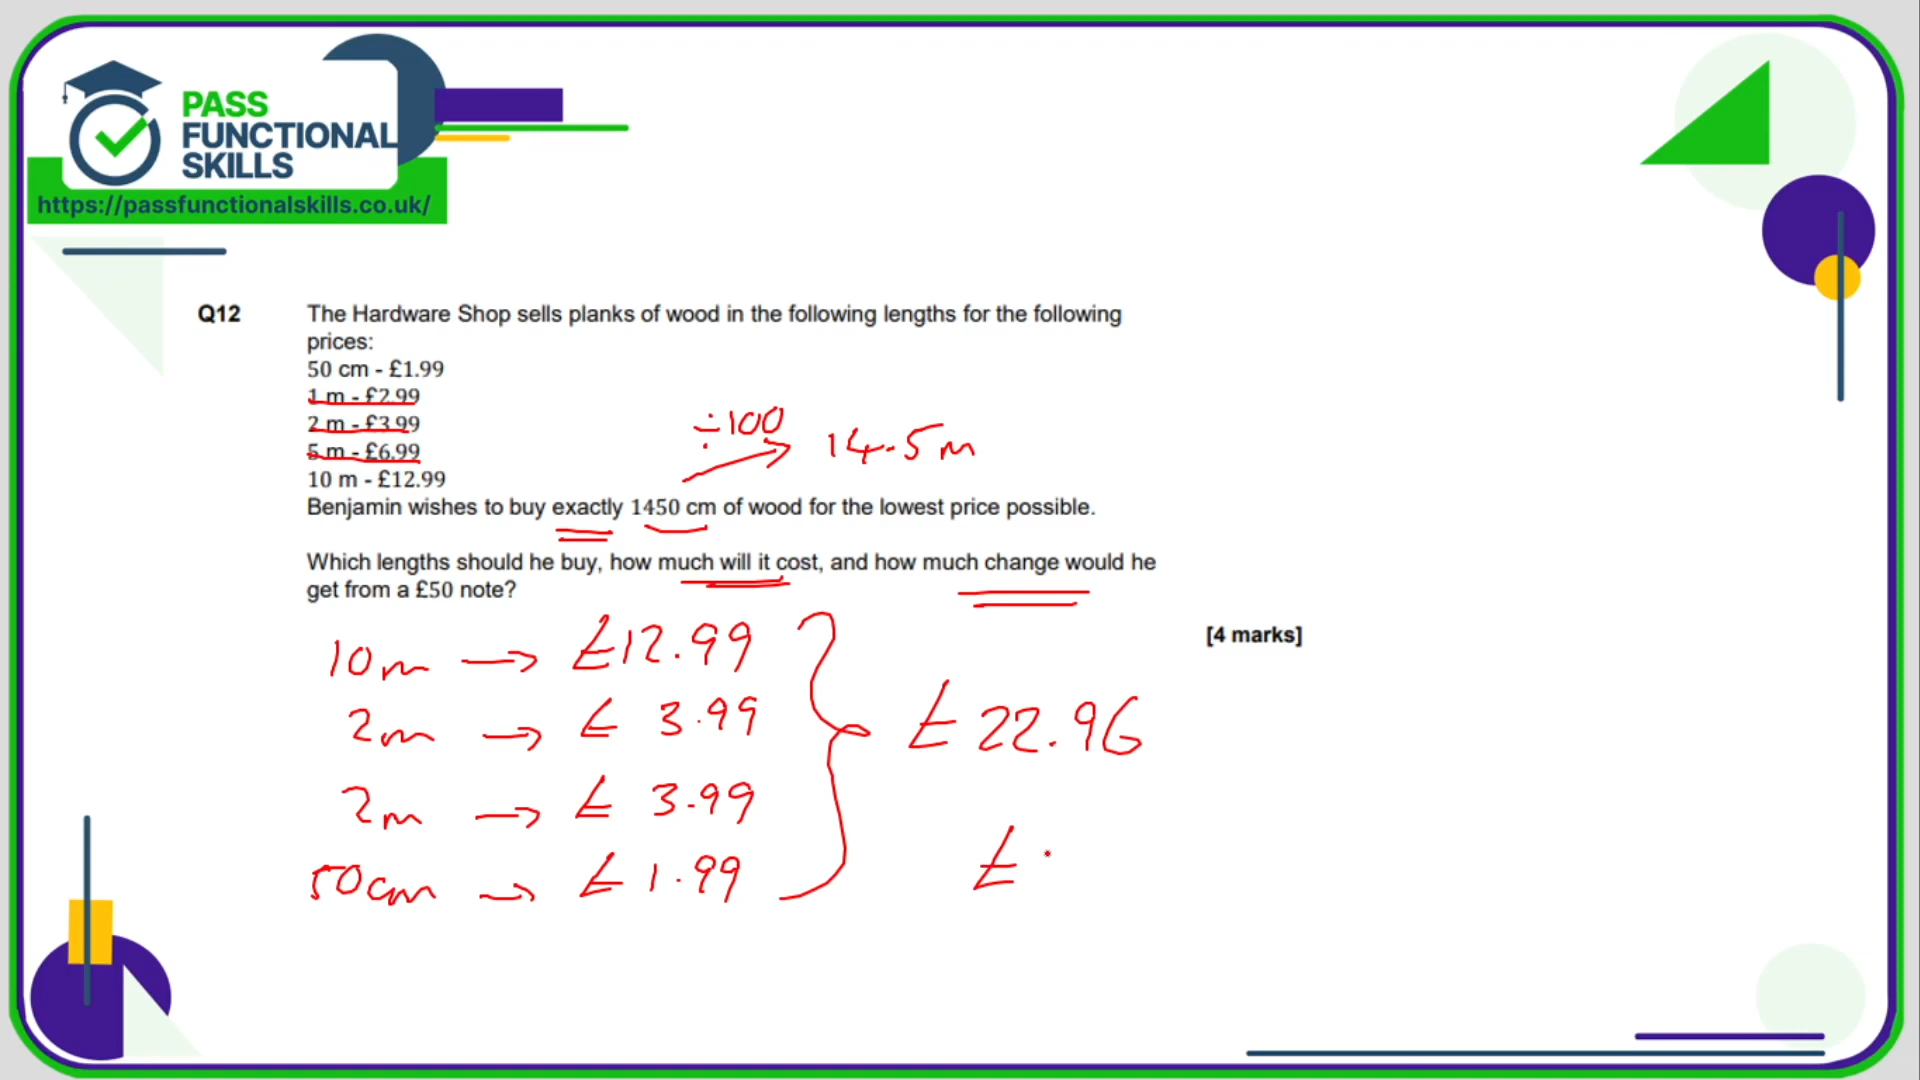 PASS
FUNCTIONAL
SKILLS
https://passfunctionalskills.co.uk/
Q12 The Hardware Shop sells planks of wood in the following lengths for the following
prices:
50 cm - £1.99
1 m - £2.99
2 m - £3.99
5 m - £6.99
10 m - £12.99
÷100
14.5m
Benjamin wishes to buy exactly 1450 cm of wood for the lowest price possible.
Which lengths should he buy, how much will it cost, and how much change would he
get from a £50 note?
[4 marks]
10m → £12.99
2m → £ 3.99
£22.96
2m → £ 3.99
50cm → £ 1.99
£